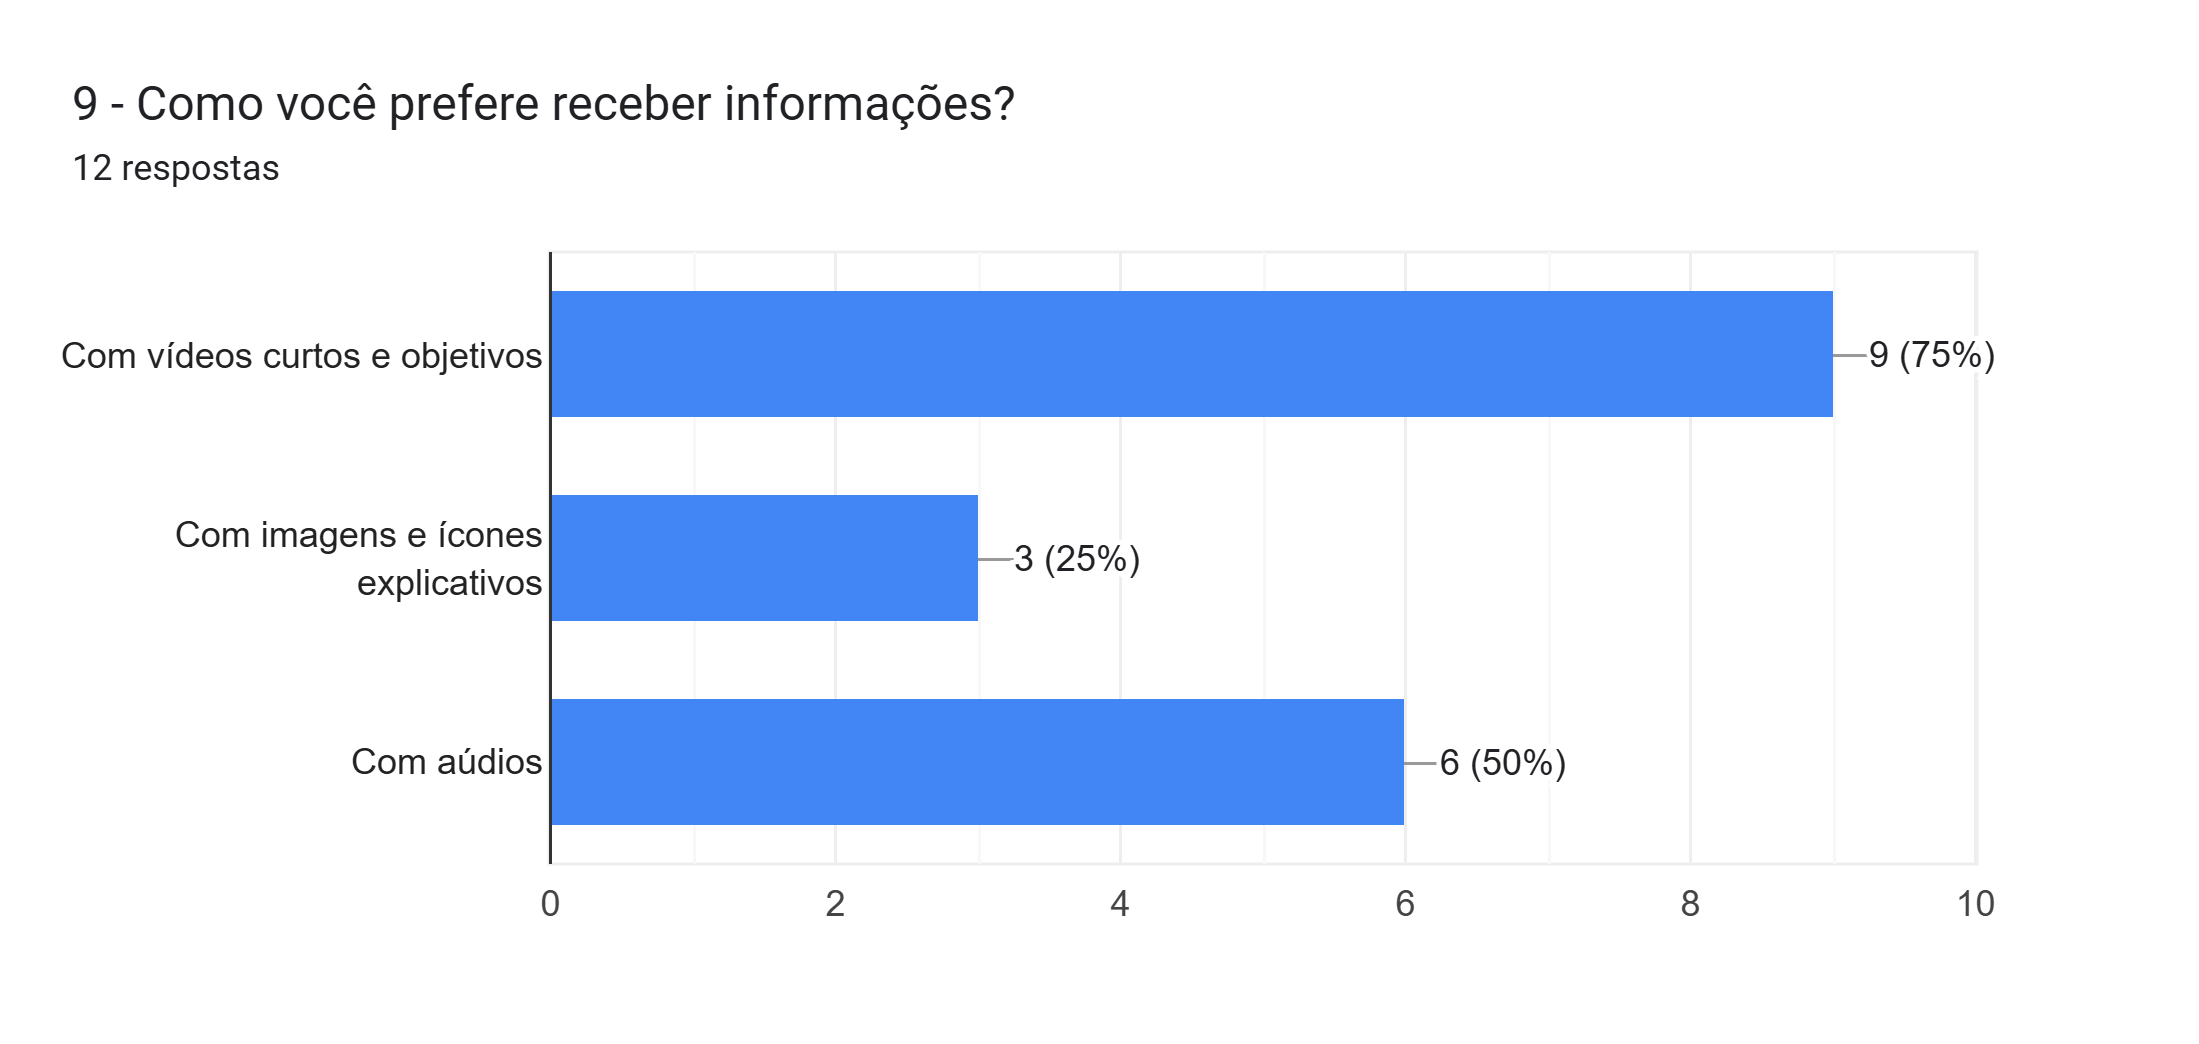 9 - Como você prefere receber informações?
12 respostas
Com vídeos curtos e objetivos
9 (75%)
Com imagens e ícones
explicativos
3 (25%)
Com aúdios
6 (50%)
0 2 4 6 8 10